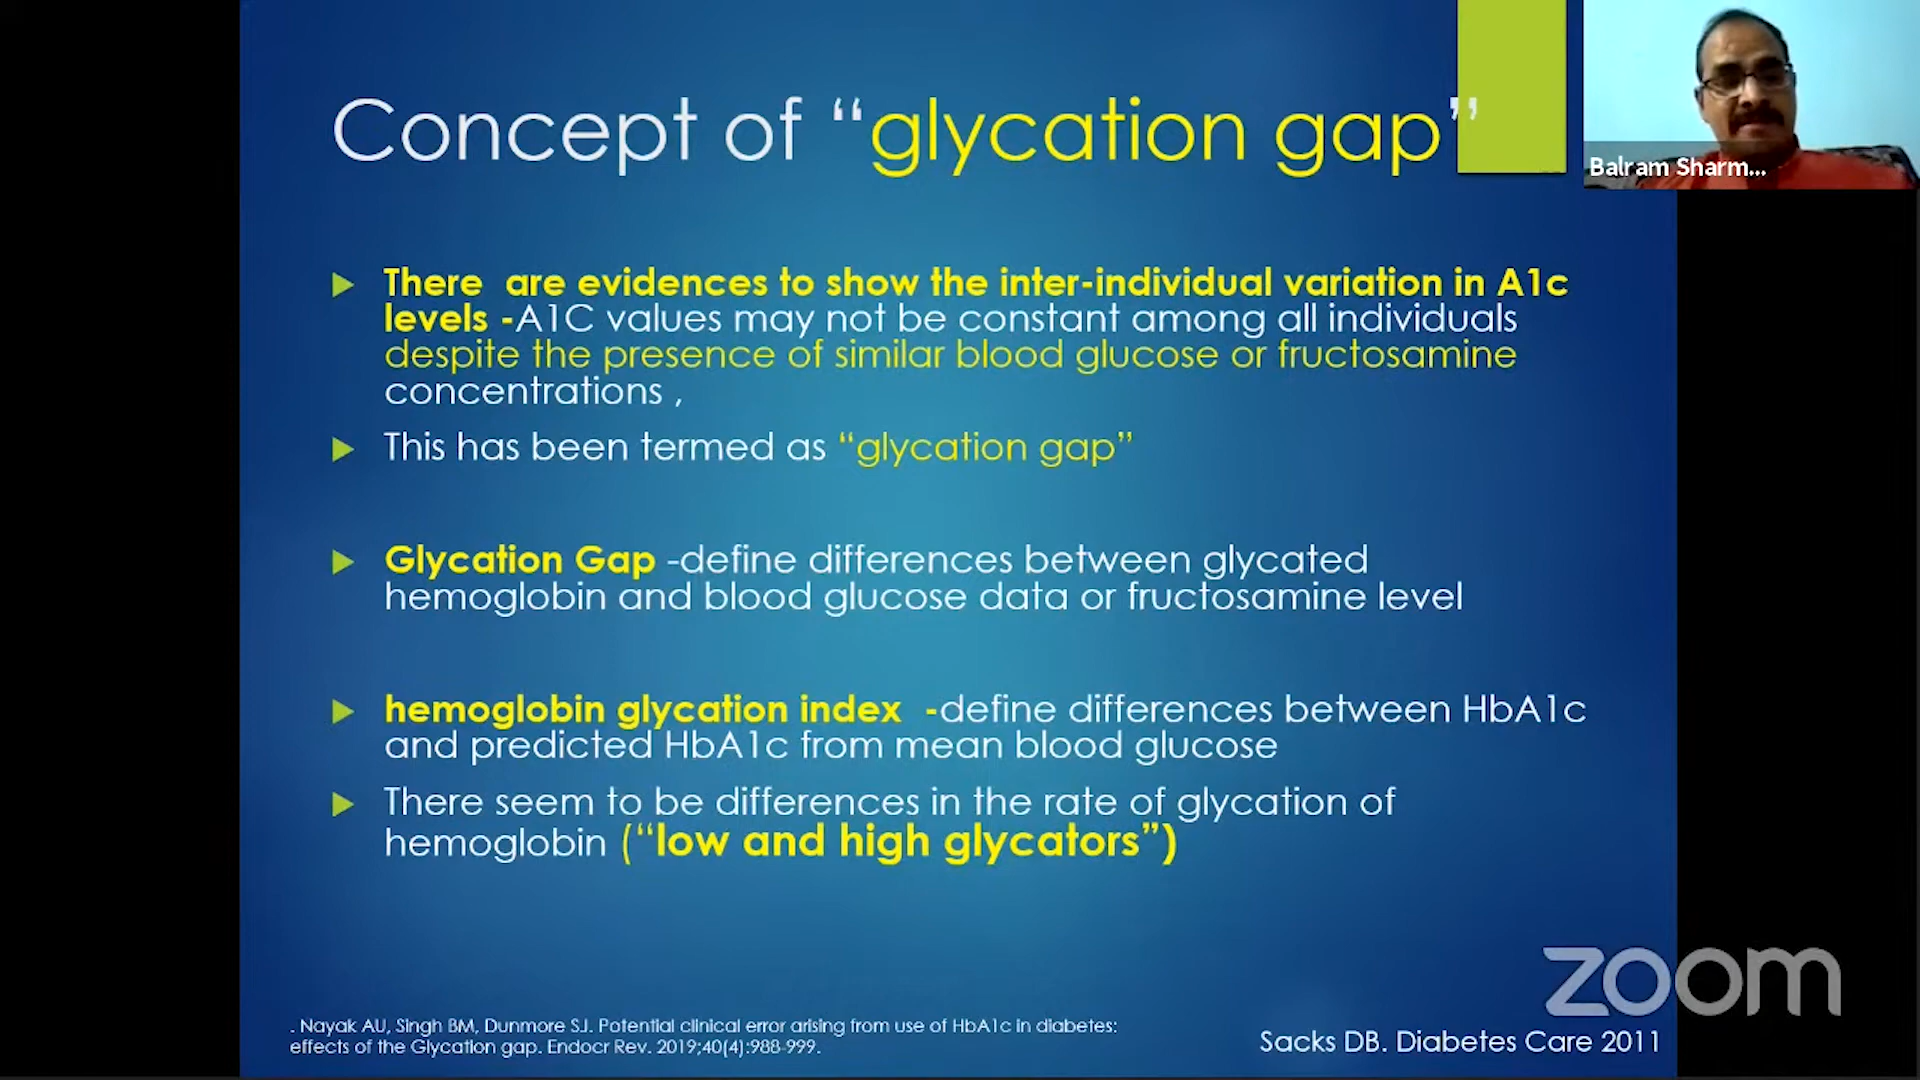 Concept of “glycation gap”
Balram Sharm...
There are evidences to show the inter-individual variation in A1c
levels -A1C values may not be constant among all individuals
despite the presence of similar blood glucose or fructosamine
concentrations ,
This has been termed as “glycation gap”
Glycation Gap -define differences between glycated
hemoglobin and blood glucose data or fructosamine level
hemoglobin glycation index -define differences between HbA1c
and predicted HbA1c from mean blood glucose
There seem to be differences in the rate of glycation of
hemoglobin (“low and high glycators”)
zoom
. Nayak AU, Singh BM, Dunmore SJ. Potential clinical error arising from use of HbA1c in diabetes:
effects of the Glycation gap. Endocr Rev. 2019;40(4):988-999.
Sacks DB. Diabetes Care 2011